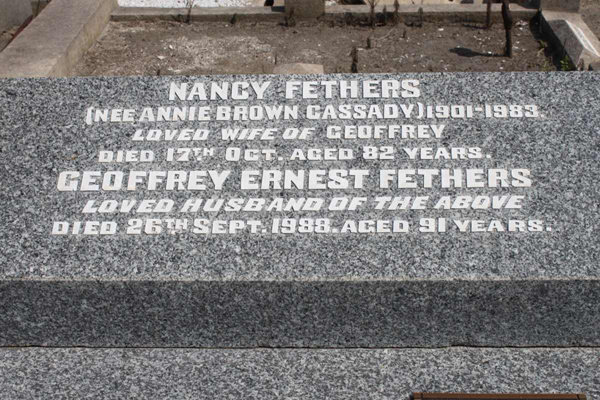 NANCY FETHERS
(NEE ANNIE BROWN CASSADY) 1901-1983.
LOVED WIFE OF GEOFFREY
DIED 17TH OCT. AGED 82 YEARS.
GEOFFREY ERNEST FETHERS
LOVED HUSBAND OF THE ABOVE
DIED 26TH SEPT. 1988. AGED 91 YEARS.